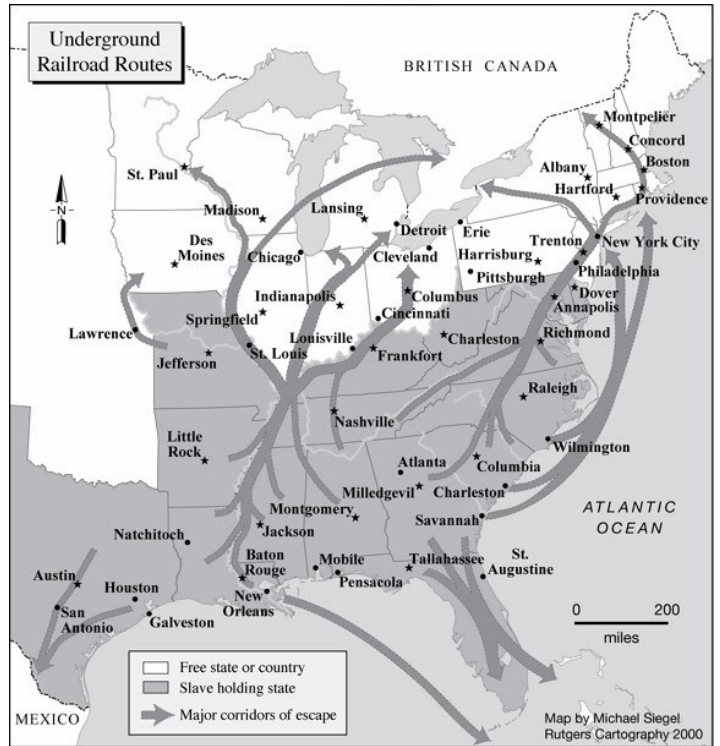 Underground
Railroad Routes
BRITISH CANADA
Montpelier
Concord
Boston
St. Paul
Albany
Hartford
Providence
Madison
Lansing
Detroit
Erie
New York City
Des
Moines
Chicago
Cleveland
Harrisburg
Trenton
Pittsburgh
Philadelphia
Indianapolis
Columbus
Dover
Annapolis
Springfield
Cincinnati
Lawrence
Louisville
Charleston
Richmond
Jefferson
St. Louis
Frankfort
Raleigh
Nashville
Little
Rock
Wilmington
Atlanta
Columbia
Milledgevil
Charleston
Montgomery
Savannah
ATLANTIC
OCEAN
Natchitoch
Jackson
Austin
Houston
Baton
Rouge
Mobile
Tallahassee
St.
Augustine
Pensacola
San
Antonio
Galveston
New
Orleans
0 200
miles
N
Free state or country
Slave holding state
Major corridors of escape
MEXICO
Map by Michael Siegel
Rutgers Cartography 2000